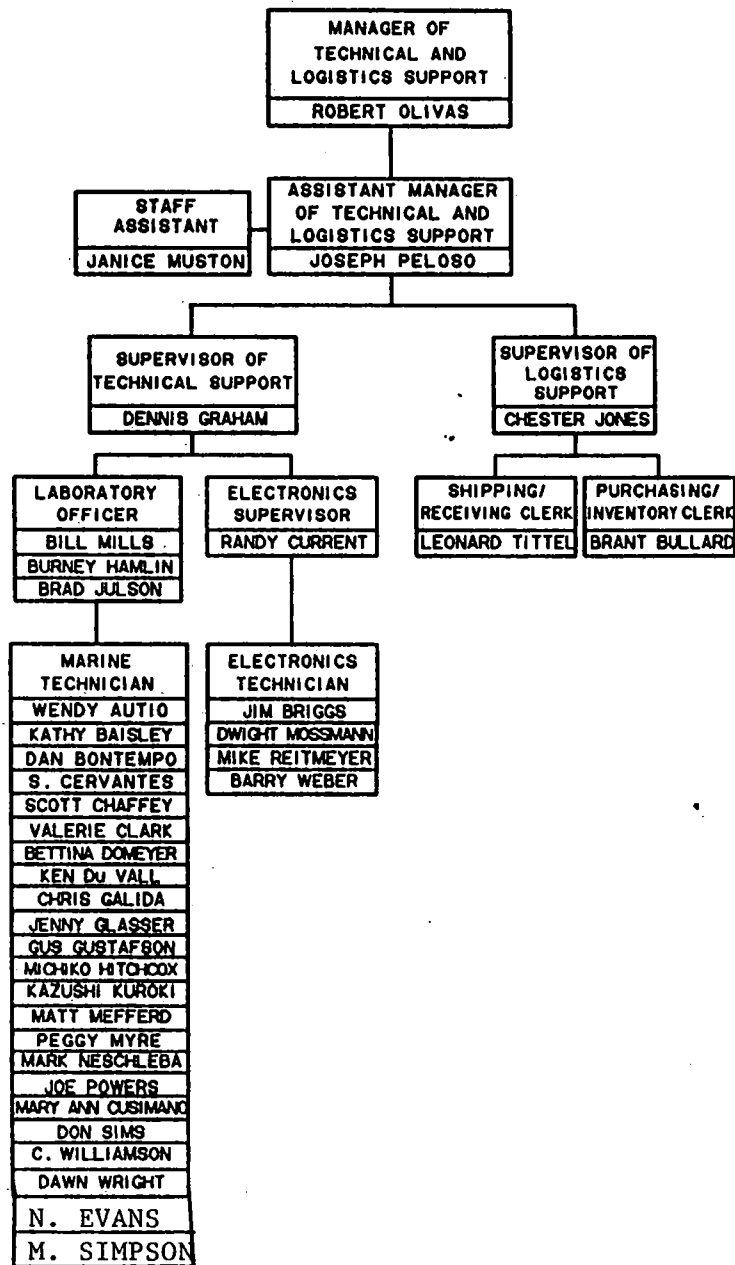 MANAGER OF
TECHNICAL AND
LOGISTICS SUPPORT
ROBERT OLIVAS
STAFF
ASSISTANT
JANICE MUSTON
ASSISTANT MANAGER
OF TECHNICAL AND
LOGISTICS SUPPORT
JOSEPH PELOSO
SUPERVISOR OF
TECHNICAL SUPPORT
DENNIS GRAHAM
SUPERVISOR OF
LOGISTICS
SUPPORT
CHESTER JONES
LABORATORY
OFFICER
BILL MILLS
BURNEY HAMLIN
BRAD JULSON
ELECTRONICS
SUPERVISOR
RANDY CURRENT
SHIPPING/
RECEIVING CLERK
LEONARD TITTEL
PURCHASING/
INVENTORY CLERK
BRANT BULLARD
MARINE
TECHNICIAN
WENDY AUTIO
KATHY BAISLEY
DAN BONTEMPO
S. CERVANTES
SCOTT CHAFFEY
VALERIE CLARK
BETTINA DOMEYER
KEN Du VALL
CHRIS GALIDA
JENNY GLASSER
GUS GUSTAFSON
MICHIKO HITCHCOX
KAZUSHI KUROKI
MATT MEFFERD
PEGGY MYRE
MARK NESCHLEBA
JOE POWERS
MARY ANN CUSIMANO
DON SIMS
C. WILLIAMSON
DAWN WRIGHT
N. EVANS
M. SIMPSON
ELECTRONICS
TECHNICIAN
JIM BRIGGS
DWIGHT MOSSMANN
MIKE REITMEYER
BARRY WEBER